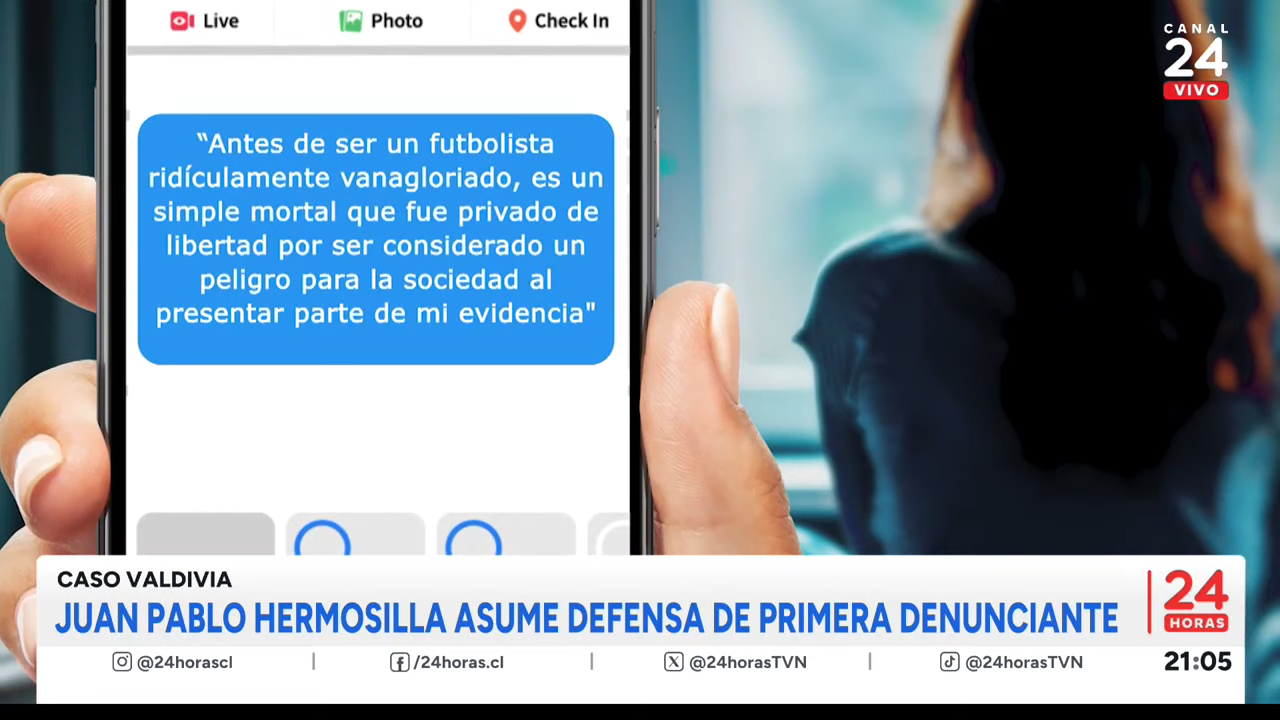 Live
Photo
Check In
CANAL
24
VIVO
“Antes de ser un futbolista
ridículamente vanagloriado, es un
simple mortal que fue privado de
libertad por ser considerado un
peligro para la sociedad al
presentar parte de mi evidencia"
CASO VALDIVIA
JUAN PABLO HERMOSILLA ASUME DEFENSA DE PRIMERA DENUNCIANTE
24
HORAS
@24horascl
/24horas.cl
@24horasTVN
@24horasTVN
21:05